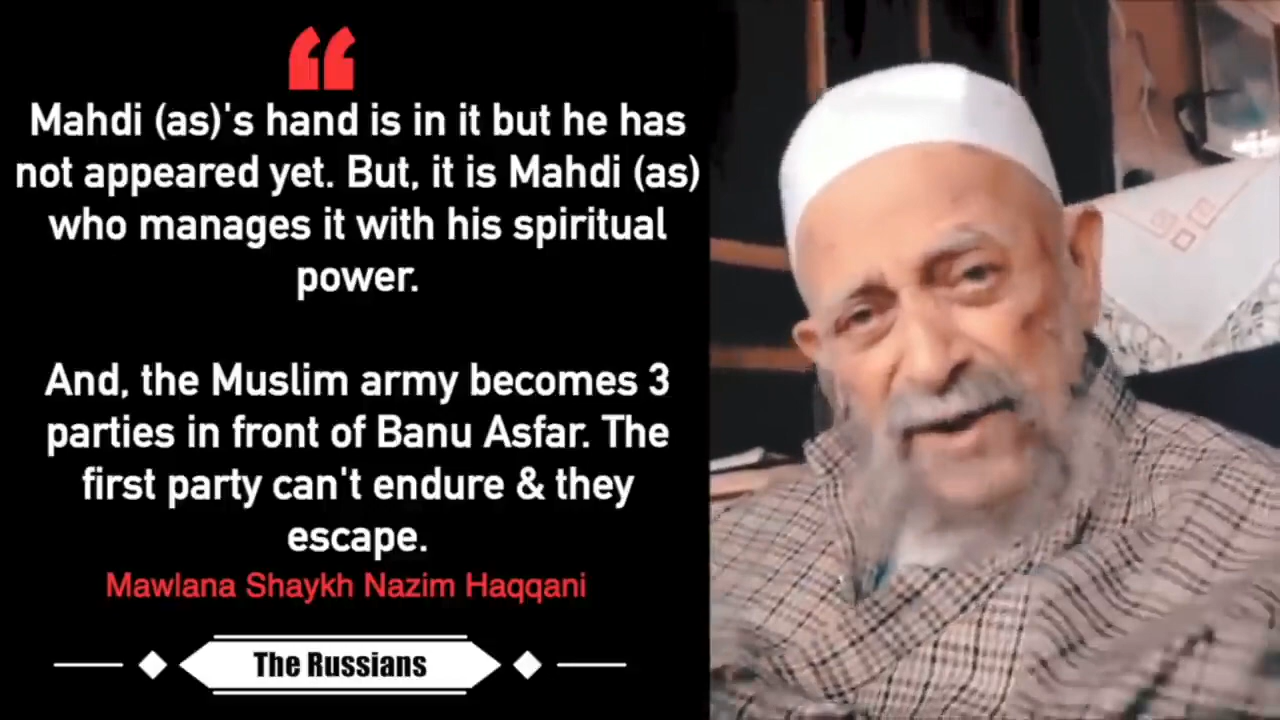 “
Mahdi (as)'s hand is in it but he has
not appeared yet. But, it is Mahdi (as)
who manages it with his spiritual
power.
And, the Muslim army becomes 3
parties in front of Banu Asfar. The
first party can't endure & they
escape.
Mawlana Shaykh Nazim Haqqani
The Russians